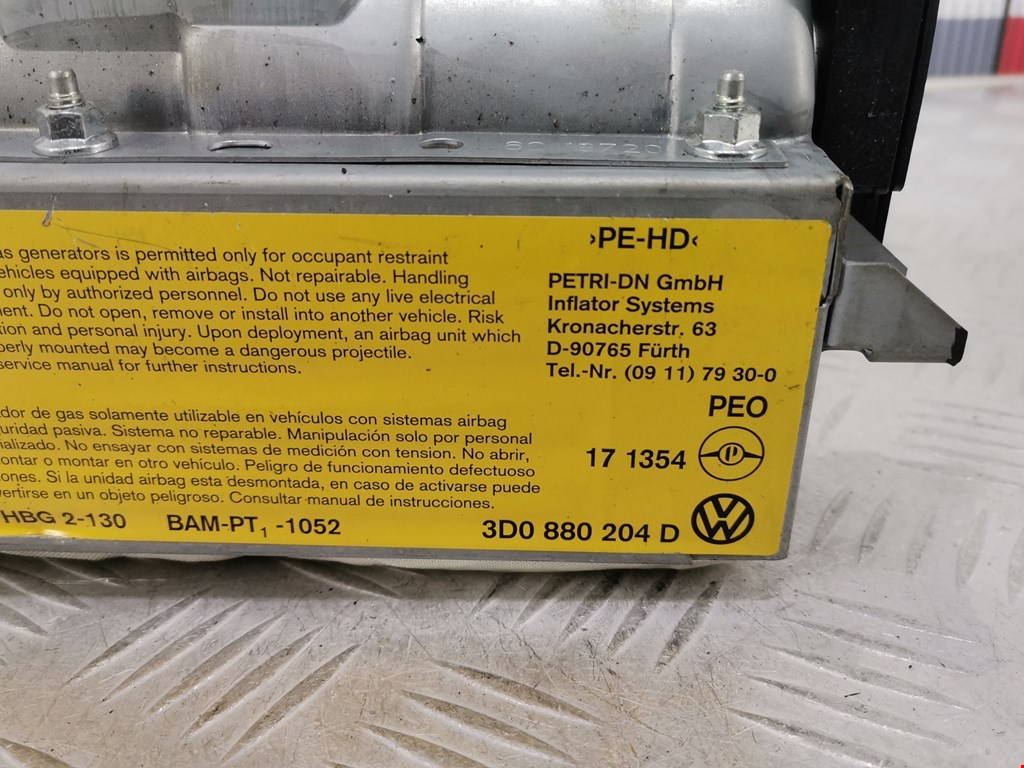 as generators is permitted only for occupant restraint
ehicles equipped with airbags. Not repairable. Handling
only by authorized personnel. Do not use any live electrical
ment. Do not open, remove or install into another vehicle. Risk
tion and personal injury. Upon deployment, an airbag unit which
perly mounted may become a dangerous projectile.
service manual for further instructions.
ador de gas solamente utilizable en vehículos con sistemas airbag
guridad pasiva. Sistema no reparable. Manipulación solo por personal
ializado. No ensayar con sistemas de medición con tension. No abrir,
ontar o montar en otro vehículo. Peligro de funcionamiento defectuoso
iones. Si la unidad airbag esta desmontada, en caso de activarse puede
vertirse en un objeto peligroso. Consultar manual de instrucciones.
HBG 2-130 BAM-PT₁ -1052
›PE-HD‹
PETRI-DN GmbH
Inflator Systems
Kronacherstr. 63
D-90765 Fürth
Tel.-Nr. (09 11) 79 30-0
PEO
17 1354 P
3D0 880 204 D VW